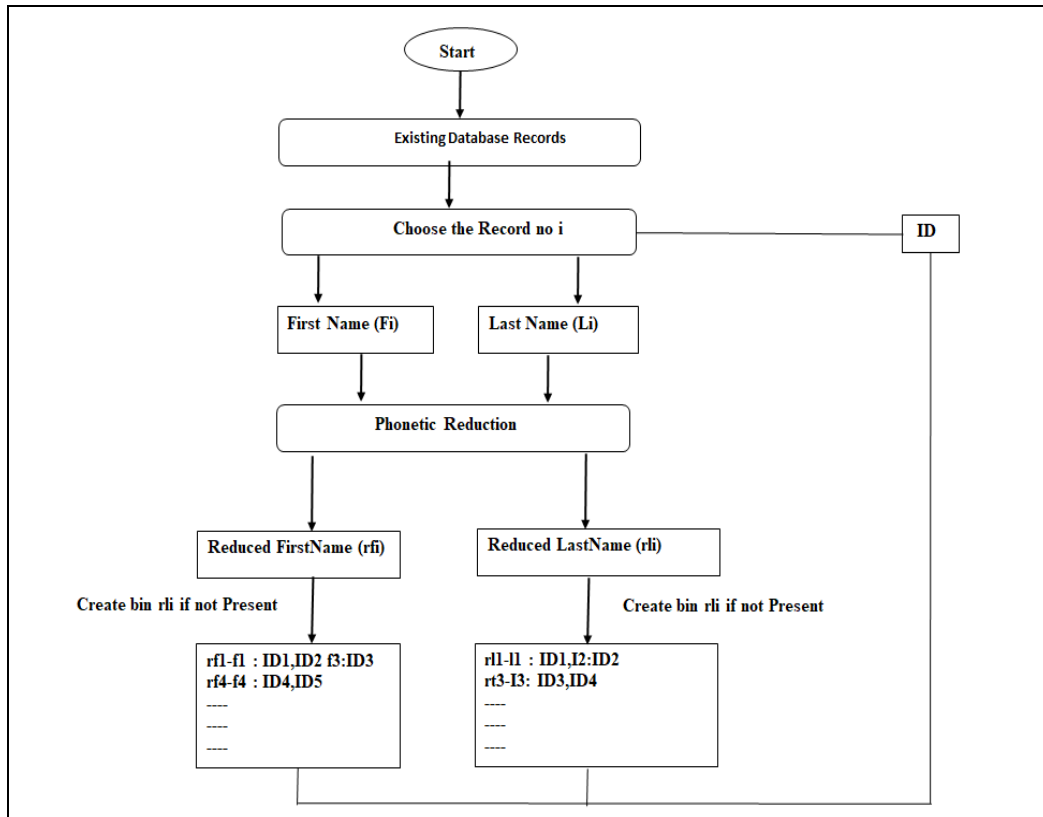 Start
Existing Database Records
Choose the Record no i
ID
First Name (Fi)
Last Name (Li)
Phonetic Reduction
Reduced FirstName (rfi)
Reduced LastName (rli)
Create bin rli if not Present
Create bin rli if not Present
rf1-f1 : ID1,ID2 f3:ID3
rf4-f4 : ID4,ID5
----
----
----
rl1-l1 : ID1,I2:ID2
rt3-I3: ID3,ID4
----
----
----